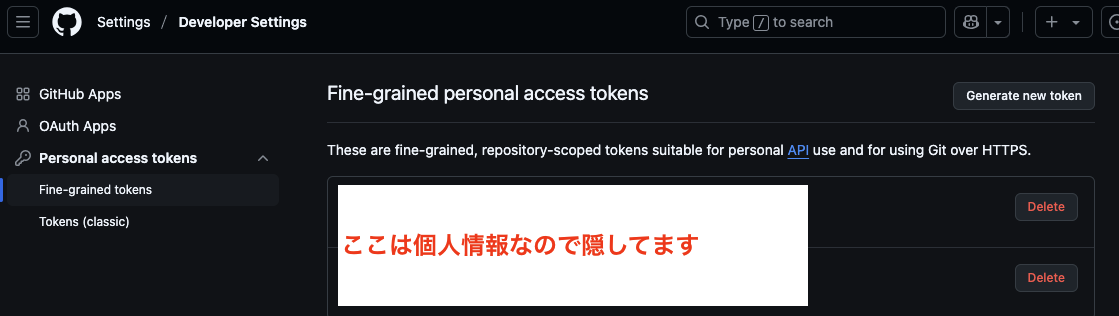 Settings / Developer Settings
Type / to search
GitHub Apps
OAuth Apps
Personal access tokens
Fine-grained tokens
Tokens (classic)
Fine-grained personal access tokens
Generate new token
These are fine-grained, repository-scoped tokens suitable for personal API use and for using Git over HTTPS.
ここは個人情報なので隠してます
Delete
Delete